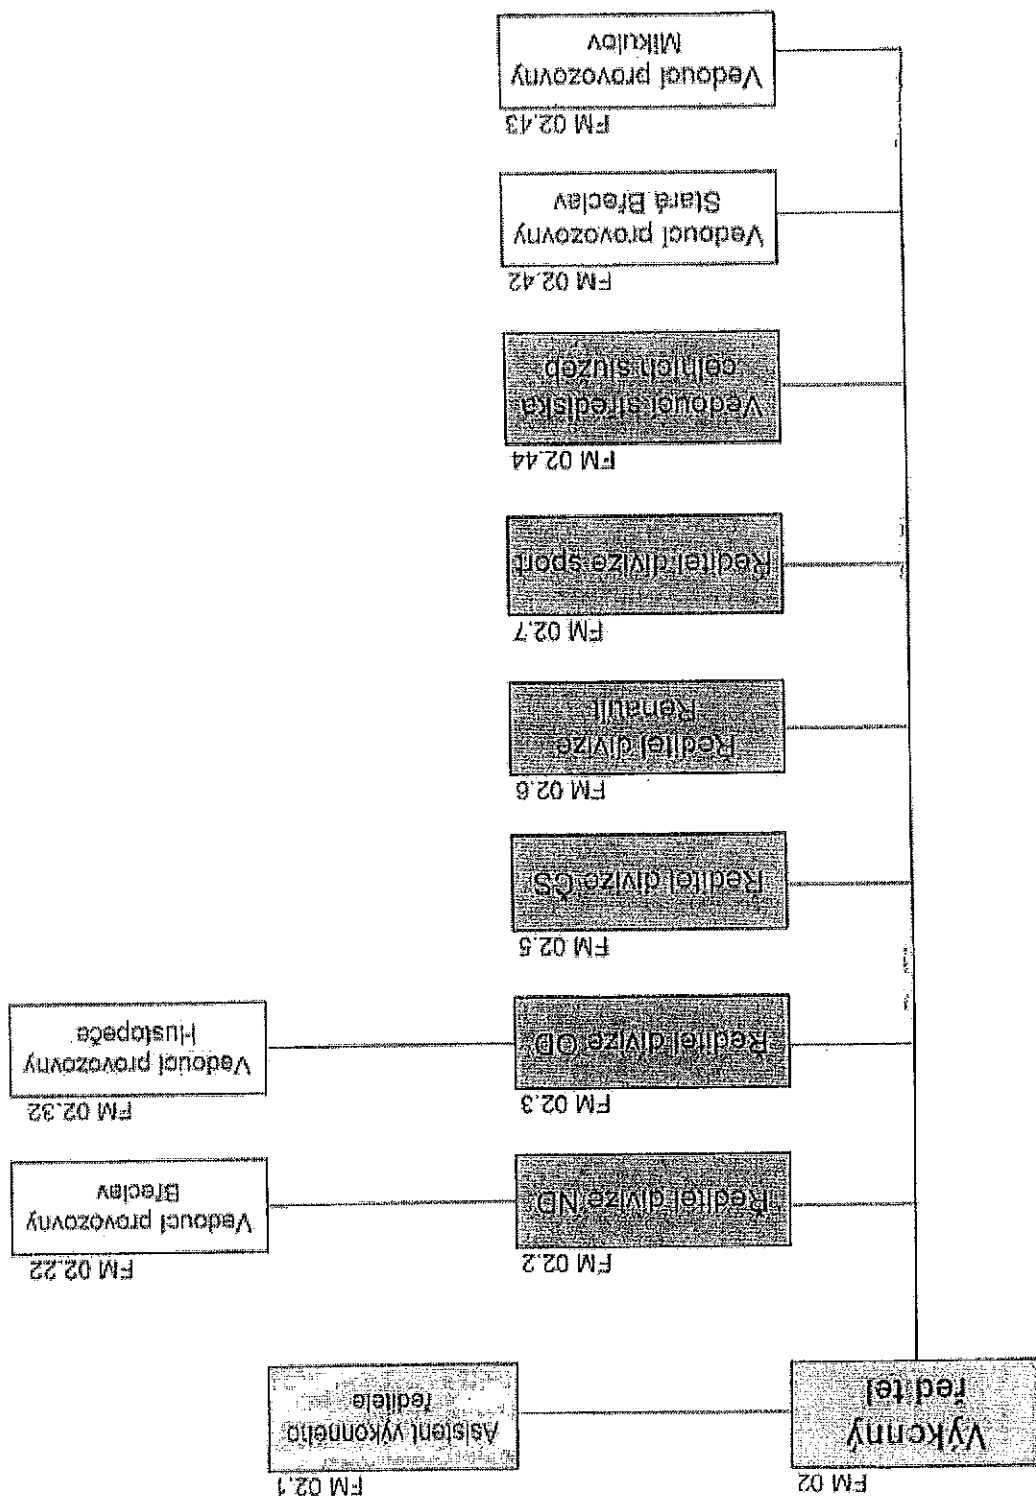 FM 02
Výkonný
ředitel
FM 02.1
Asistent výkonného
ředitele
FM 02.2
Ředitel divize ND
FM 02.22
Vedoucí provozovny
Břeclav
FM 02.3
Ředitel divize OD
FM 02.32
Vedoucí provozovny
Hustopeče
FM 02.5
Ředitel divize ČS
FM 02.6
Ředitel divize
Renault
FM 02.7
Ředitel divize sport
FM 02.44
Vedoucí střediska
celních služeb
FM 02.42
Vedoucí provozovny
Stará Břeclav
FM 02.43
Vedoucí provozovny
Mikulov